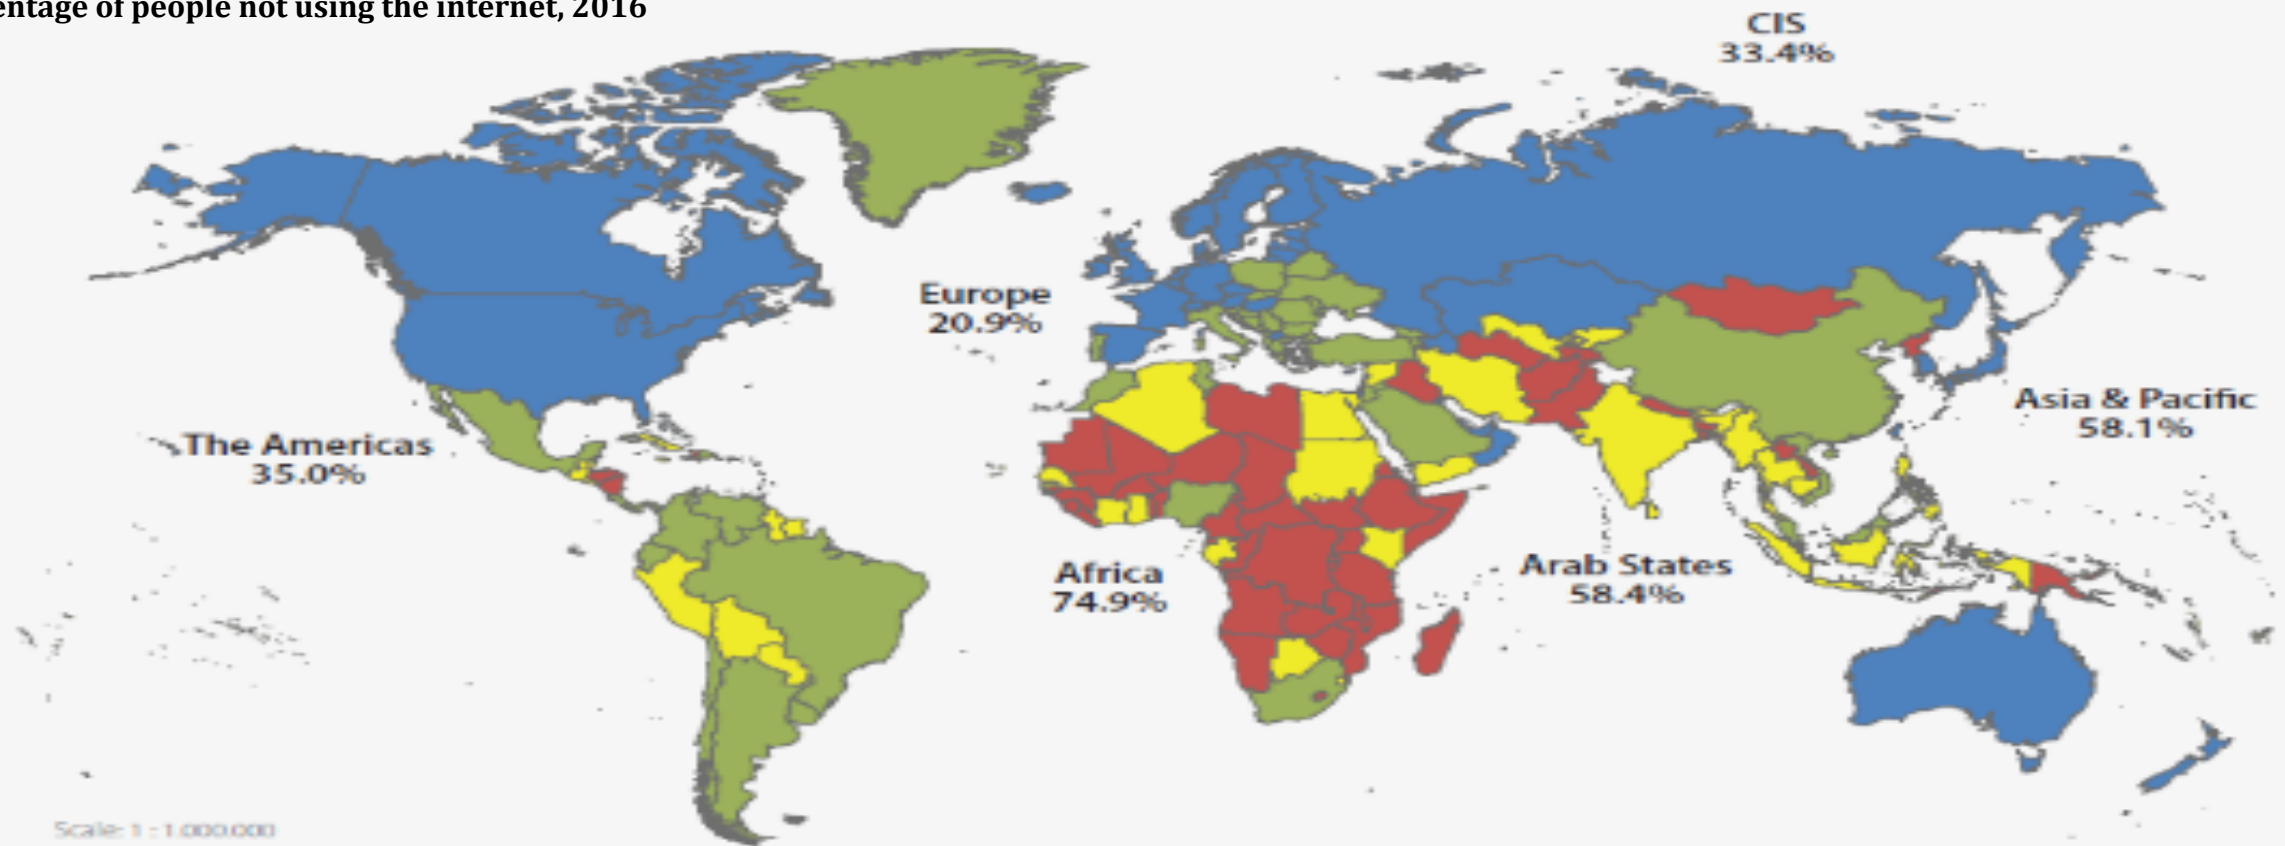 entage of people not using the internet, 2016
CIS
33.4%
Europe
20.9%
The Americas
35.0%
Asia & Pacific
58.1%
Africa
74.9%
Arab States
58.4%
Scale: 1 : 1.000.000